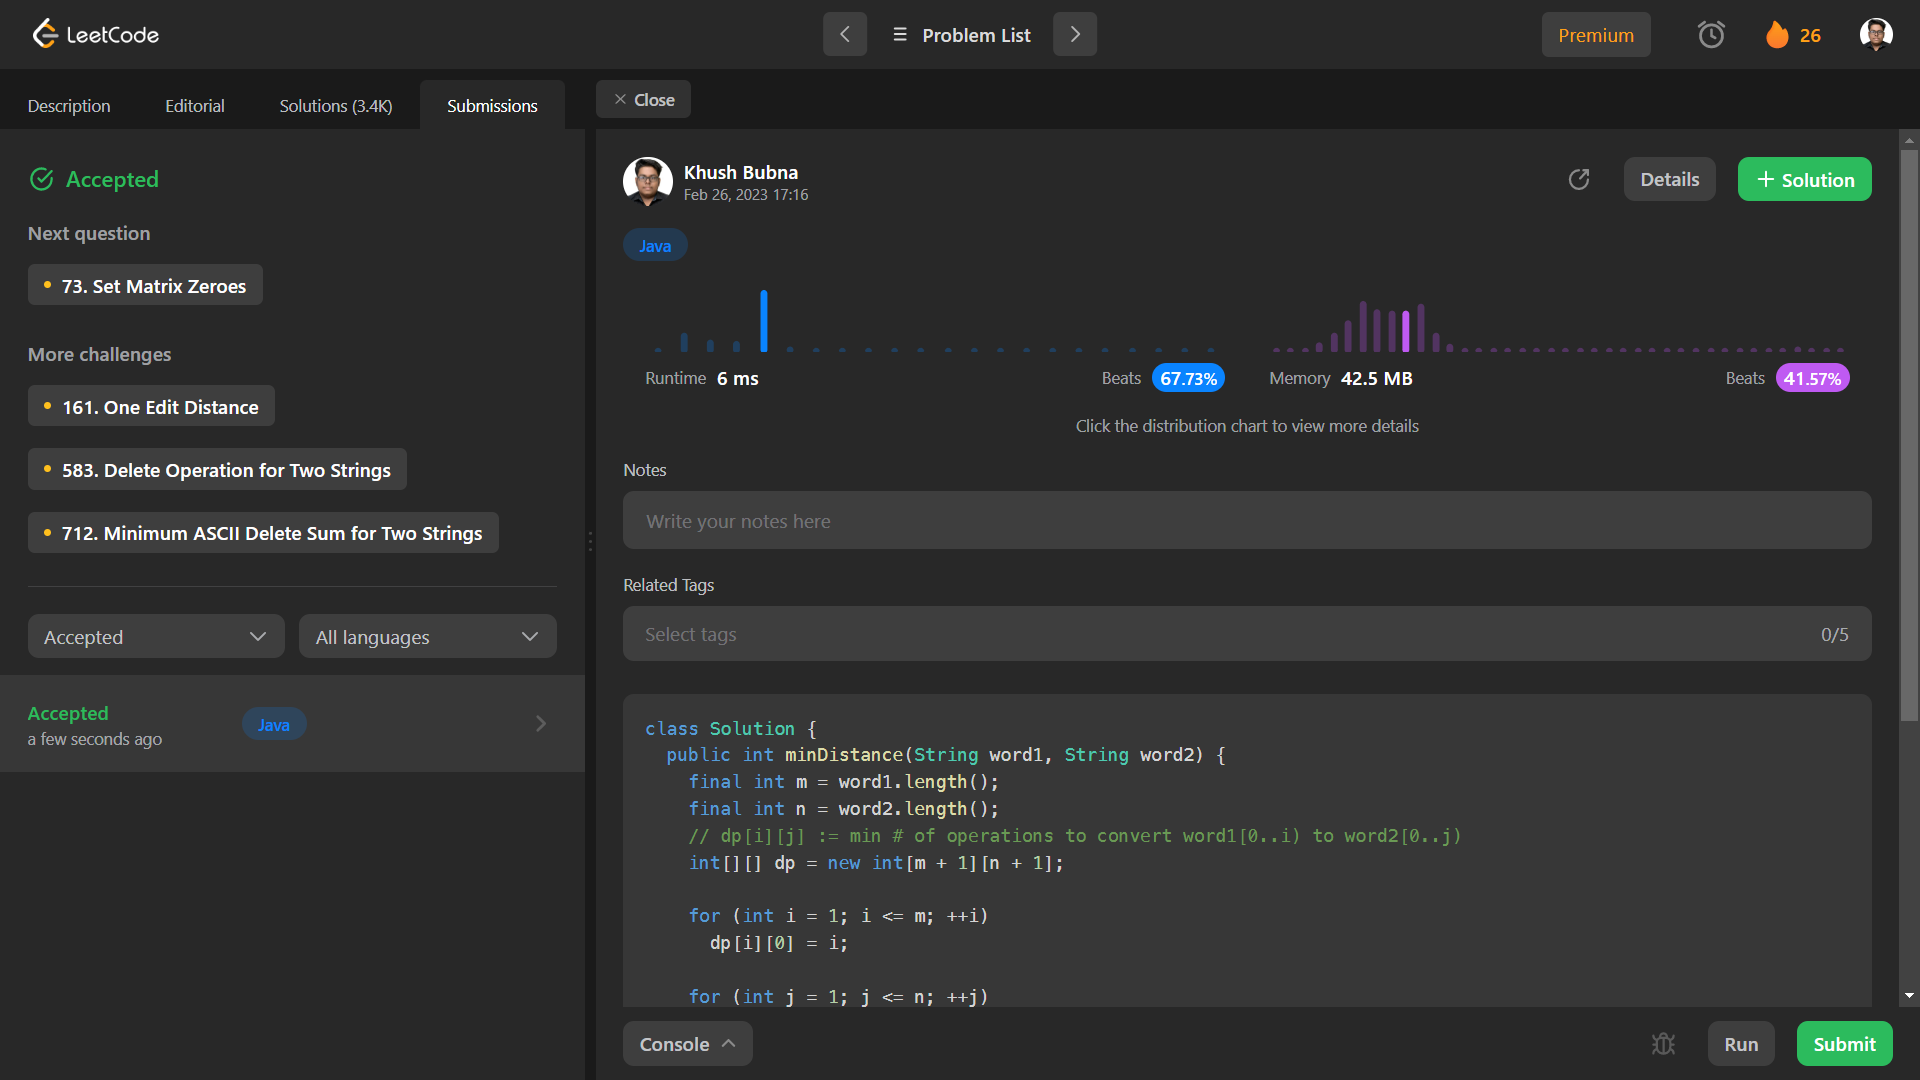 LeetCode
Problem List
Premium
26
Description
Editorial
Solutions (3.4K)
Submissions
Close
Accepted
Next question
73. Set Matrix Zeroes
More challenges
161. One Edit Distance
583. Delete Operation for Two Strings
712. Minimum ASCII Delete Sum for Two Strings
Accepted
All languages
Accepted
a few seconds ago
Java
Khush Bubna
Feb 26, 2023 17:16
Details
Solution
Java
Runtime 6 ms
Beats 67.73%
Memory 42.5 MB
Beats 41.57%
Click the distribution chart to view more details
Notes
Write your notes here
Related Tags
Select tags
0/5
class Solution {
  public int minDistance(String word1, String word2) {
    final int m = word1.length();
    final int n = word2.length();
    // dp[i][j] := min # of operations to convert word1[0..i) to word2[0..j)
    int[][] dp = new int[m + 1][n + 1];
    for (int i = 1; i <= m; ++i)
      dp[i][0] = i;
    for (int j = 1; j <= n; ++j)
Console
Run
Submit